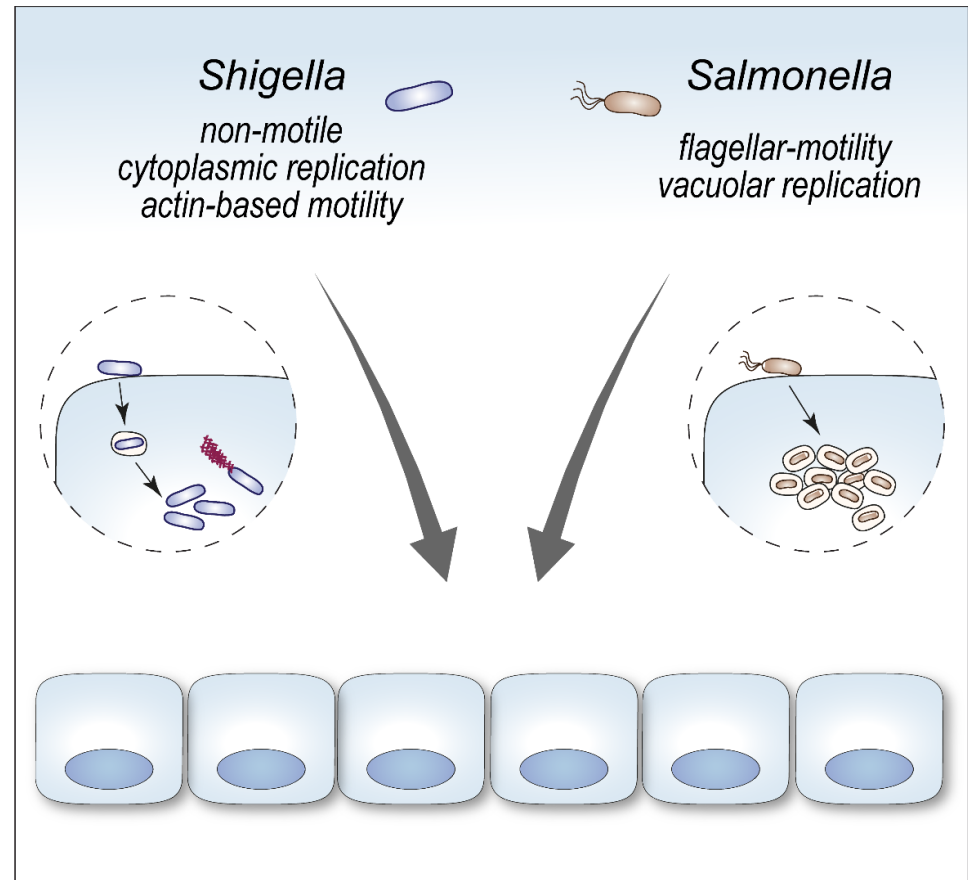 Shigella
non-motile
cytoplasmic replication
actin-based motility
Salmonella
flagellar-motility
vacuolar replication